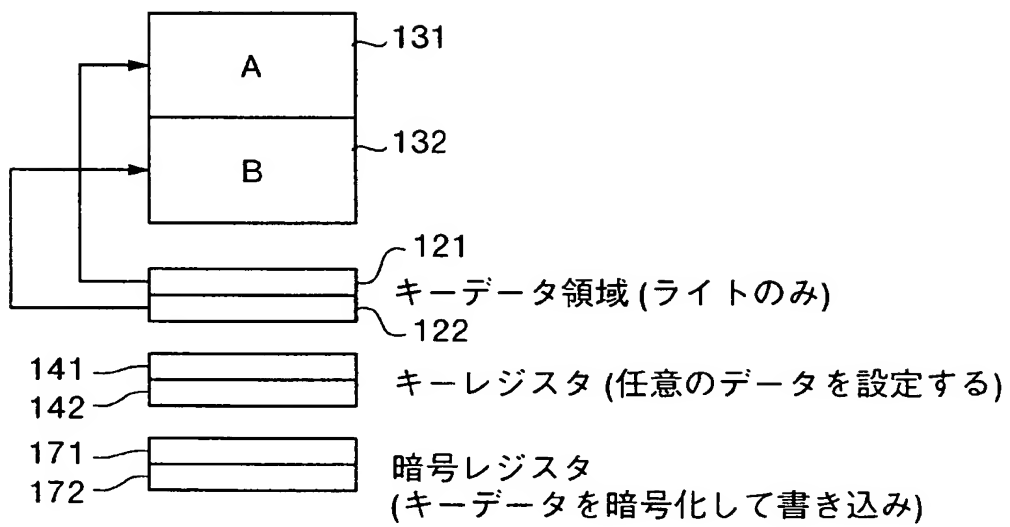 131
A
132
B
121
キーデータ領域 (ライトのみ)
122
141
キーレジスタ (任意のデータを設定する)
142
171
暗号レジスタ
172
(キーデータを暗号化して書き込み)